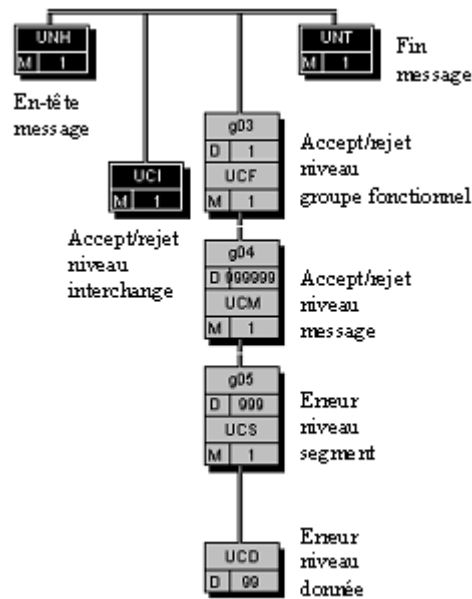 UNH
M 1
En-tête
message
UNT
M 1
Fin
message
UCI
M 1
Accept/rejet
niveau
interchange
g03
D 1
UCF
M 1
Accept/rejet
niveau
groupe fonctionnel
g04
D 999999
UCM
M 1
Accept/rejet
niveau
message
g05
D 999
UCS
M 1
Erreur
niveau
segment
UCD
D 99
Erreur
niveau
donnée